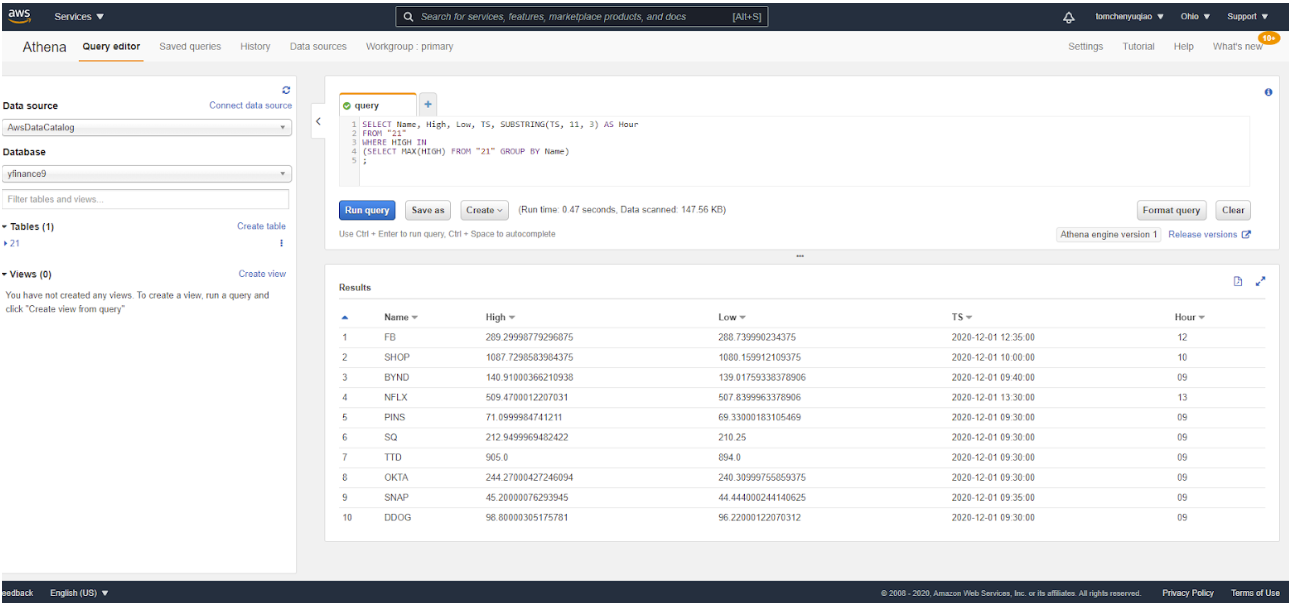 aws Services Search for services, features, marketplace products, and docs [Alt+S] tomchenyuqiao Ohio Support
Athena Query editor Saved queries History Data sources Workgroup : primary Settings Tutorial Help What's new 10+
Data source Connect data source
AwsDataCatalog
Database
yfinance9
Filter tables and views...
Tables (1) Create table
21
Views (0) Create view
You have not created any views. To create a view, run a query and
click "Create view from query"
query +
1 SELECT Name, High, Low, TS, SUBSTRING(TS, 11, 3) AS Hour
2 FROM "21"
3 WHERE HIGH IN
4 (SELECT MAX(HIGH) FROM "21" GROUP BY Name)
5 ;
Run query Save as Create (Run time: 0.47 seconds, Data scanned: 147.56 KB) Format query Clear
Use Ctrl + Enter to run query, Ctrl + Space to autocomplete Athena engine version 1 Release versions
Results
Name High Low TS Hour
1 FB 289.29998779296875 288.739990234375 2020-12-01 12:35:00 12
2 SHOP 1087.7298583984375 1080.159912109375 2020-12-01 10:00:00 10
3 BYND 140.91000366210938 139.01759338378906 2020-12-01 09:40:00 09
4 NFLX 509.4700012207031 507.8399963378906 2020-12-01 13:30:00 13
5 PINS 71.0999984741211 69.33000183105469 2020-12-01 09:30:00 09
6 SQ 212.9499969482422 210.25 2020-12-01 09:30:00 09
7 TTD 905.0 894.0 2020-12-01 09:30:00 09
8 OKTA 244.27000427246094 240.30999755859375 2020-12-01 09:30:00 09
9 SNAP 45.20000076293945 44.444000244140625 2020-12-01 09:35:00 09
10 DDOG 98.80000305175781 96.22000122070312 2020-12-01 09:30:00 09
eedback English (US) © 2008 - 2020, Amazon Web Services, Inc. or its affiliates. All rights reserved. Privacy Policy Terms of Use